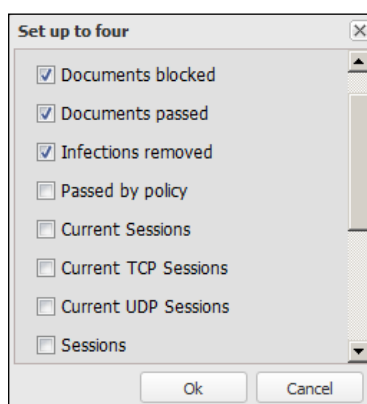 Set up to four
Documents blocked
Documents passed
Infections removed
Passed by policy
Current Sessions
Current TCP Sessions
Current UDP Sessions
Sessions
Ok Cancel